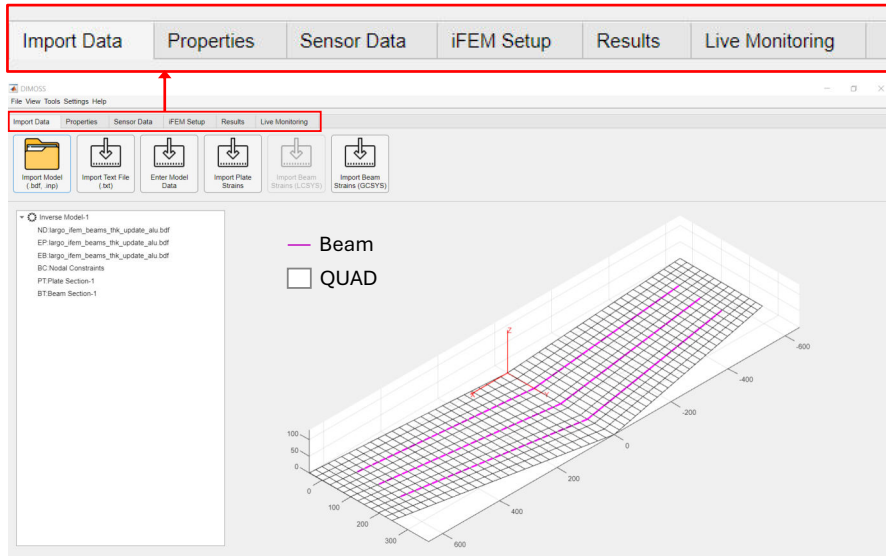 Import Data Properties Sensor Data iFEM Setup Results Live Monitoring
DIMOSS
File View Tools Settings Help
Import Data Properties Sensor Data iFEM Setup Results Live Monitoring
Import Model (.bdf, .inp)
Import Text File (.txt)
Enter Model Data
Import Plate Strains
Import Beam Strains (LCSYS)
Import Beam Strains (GCSYS)
Inverse Model-1
ND:largo_ifem_beams_thk_update_alu.bdf
EP:largo_ifem_beams_thk_update_alu.bdf
EB:largo_ifem_beams_thk_update_alu.bdf
BC:Nodal Constraints
PT:Plate Section-1
BT:Beam Section-1
Beam
QUAD
Z
100
50
0
0
100
200
300
600
400
200
0
-200
-400
-600